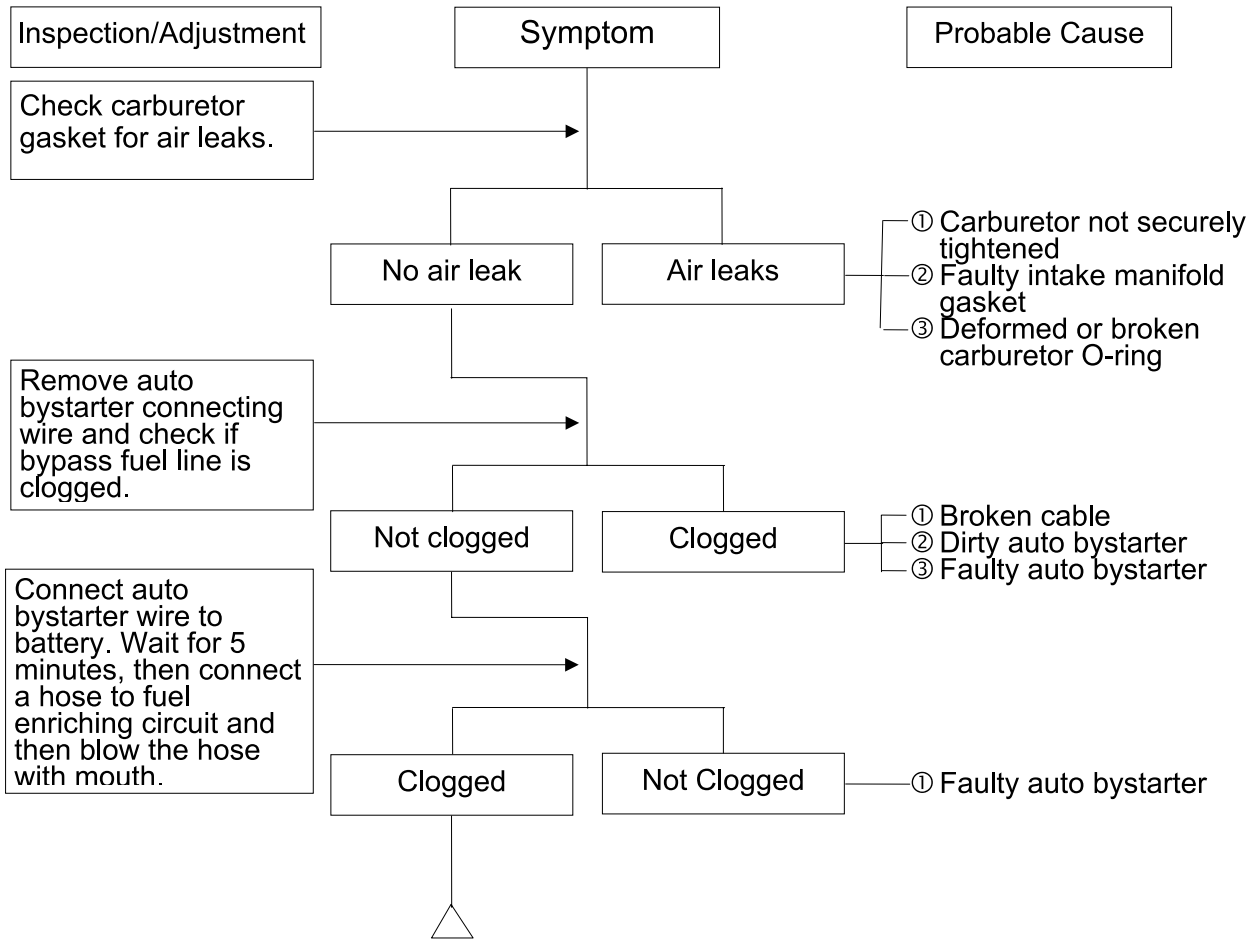 Inspection/Adjustment
Symptom
Probable Cause
Check carburetor
gasket for air leaks.
No air leak
Air leaks
① Carburetor not securely
tightened
② Faulty intake manifold
gasket
③ Deformed or broken
carburetor O-ring
Remove auto
bystarter connecting
wire and check if
bypass fuel line is
clogged.
Not clogged
Clogged
① Broken cable
② Dirty auto bystarter
③ Faulty auto bystarter
Connect auto
bystarter wire to
battery. Wait for 5
minutes, then connect
a hose to fuel
enriching circuit and
then blow the hose
with mouth.
Clogged
Not Clogged
① Faulty auto bystarter